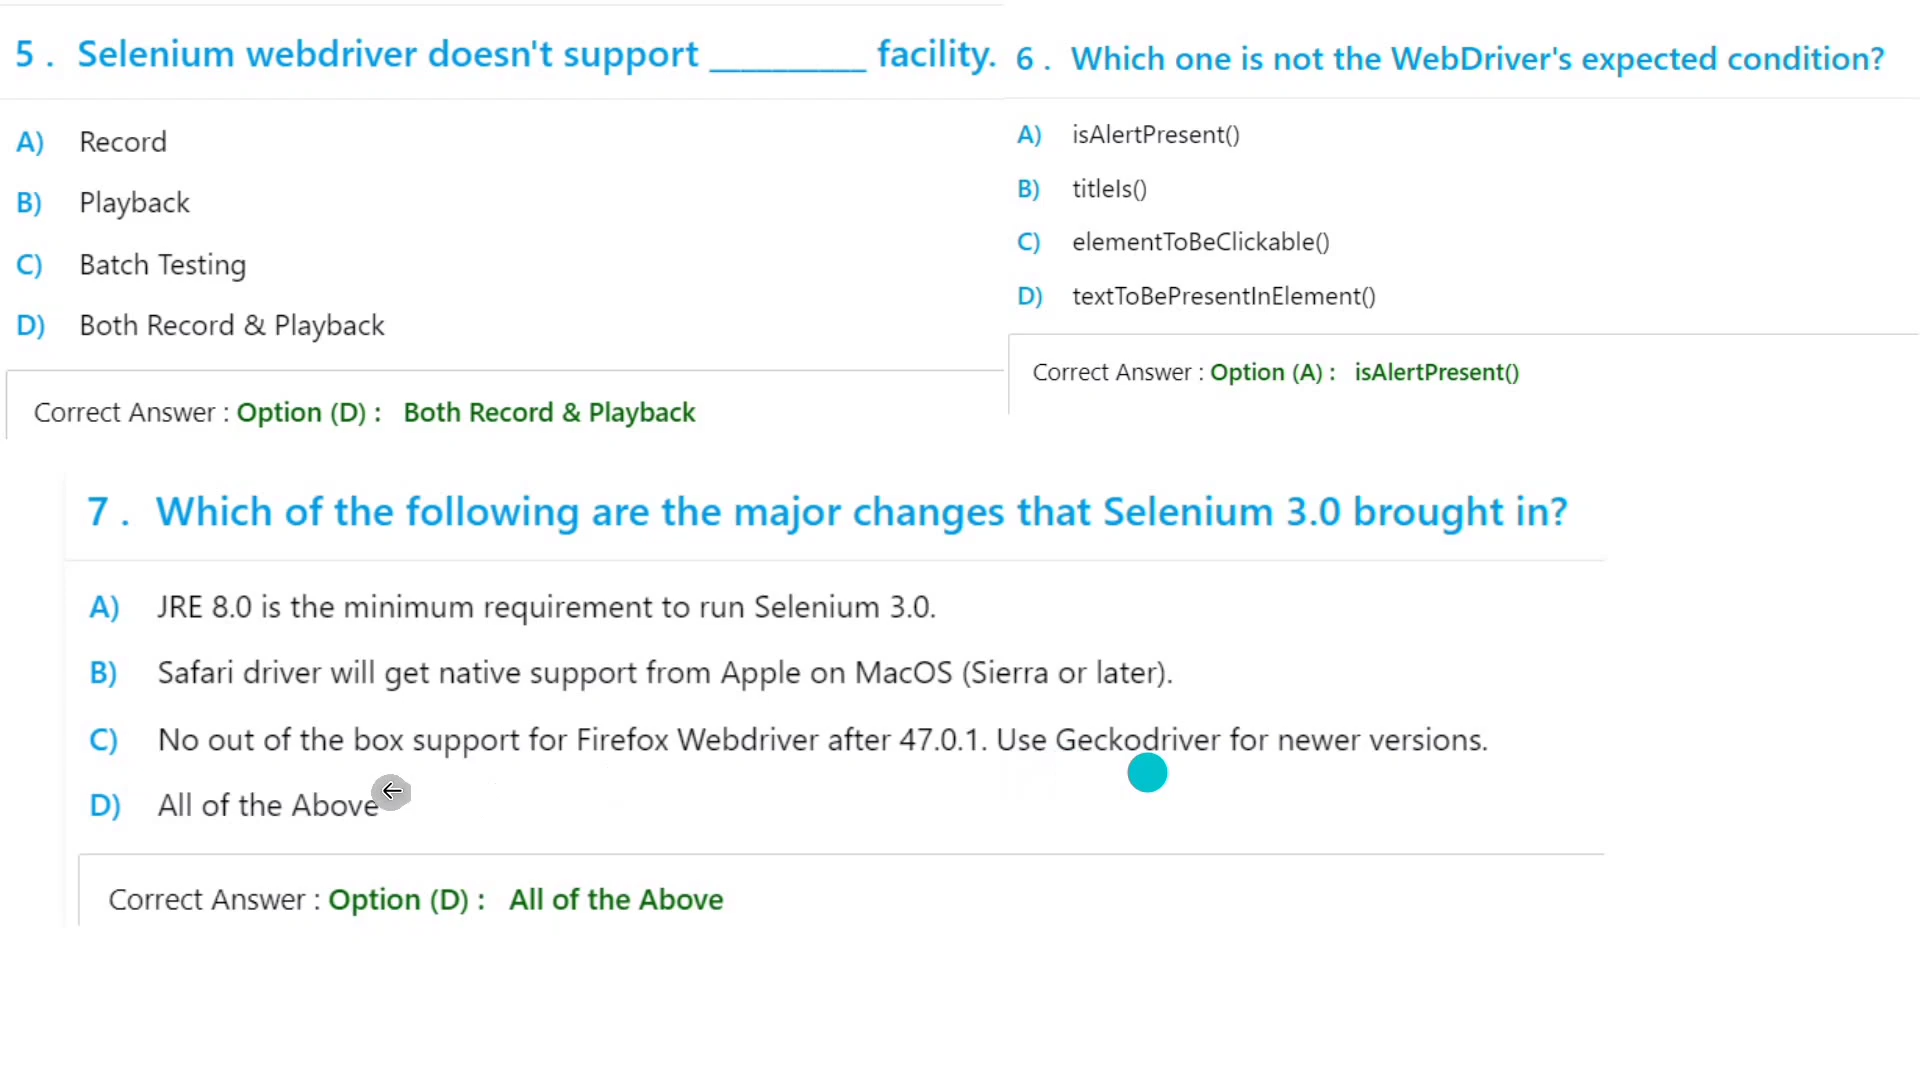 5 . Selenium webdriver doesn't support __________ facility.
A) Record
B) Playback
C) Batch Testing
D) Both Record & Playback
Correct Answer : Option (D) : Both Record & Playback
6 . Which one is not the WebDriver's expected condition?
A) isAlertPresent()
B) titleIs()
C) elementToBeClickable()
D) textToBePresentInElement()
Correct Answer : Option (A) : isAlertPresent()
7 . Which of the following are the major changes that Selenium 3.0 brought in?
A) JRE 8.0 is the minimum requirement to run Selenium 3.0.
B) Safari driver will get native support from Apple on MacOS (Sierra or later).
C) No out of the box support for Firefox Webdriver after 47.0.1. Use Geckodriver for newer versions.
D) All of the Above
Correct Answer : Option (D) : All of the Above